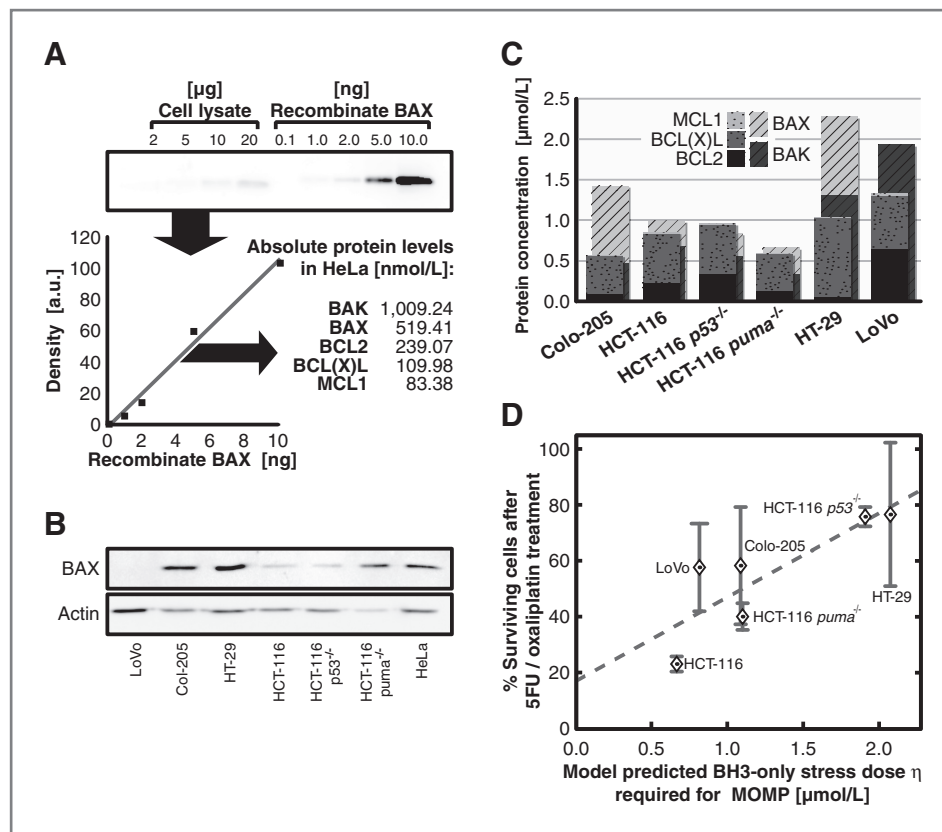 A
[µg]
Cell lysate
[ng]
Recombinate BAX
2 5 10 20 0.1 1.0 2.0 5.0 10.0
120
100
80
60
40
20
0
Density [a.u.]
0 2 4 6 8 10
Recombinate BAX [ng]
Absolute protein levels
in HeLa [nmol/L]:
BAK 1,009.24
BAX 519.41
BCL2 239.07
BCL(X)L 109.98
MCL1 83.38
B
BAX
Actin
LoVo
Col-205
HT-29
HCT-116
HCT-116
p53-/-
HCT-116
puma-/-
HeLa
C
Protein concentration [µmol/L]
2.5
2.0
1.5
1.0
0.5
0.0
MCL1
BCL(X)L
BCL2
BAX
BAK
Colo-205
HCT-116
HCT-116 p53-/-
HCT-116 puma-/-
HT-29
LoVo
D
% Surviving cells after
5FU / oxaliplatin treatment
100
80
60
40
20
0
HCT-116 p53-/-
LoVo
Colo-205
HT-29
HCT-116 puma-/-
HCT-116
0.0 0.5 1.0 1.5 2.0
Model predicted BH3-only stress dose η
required for MOMP [µmol/L]